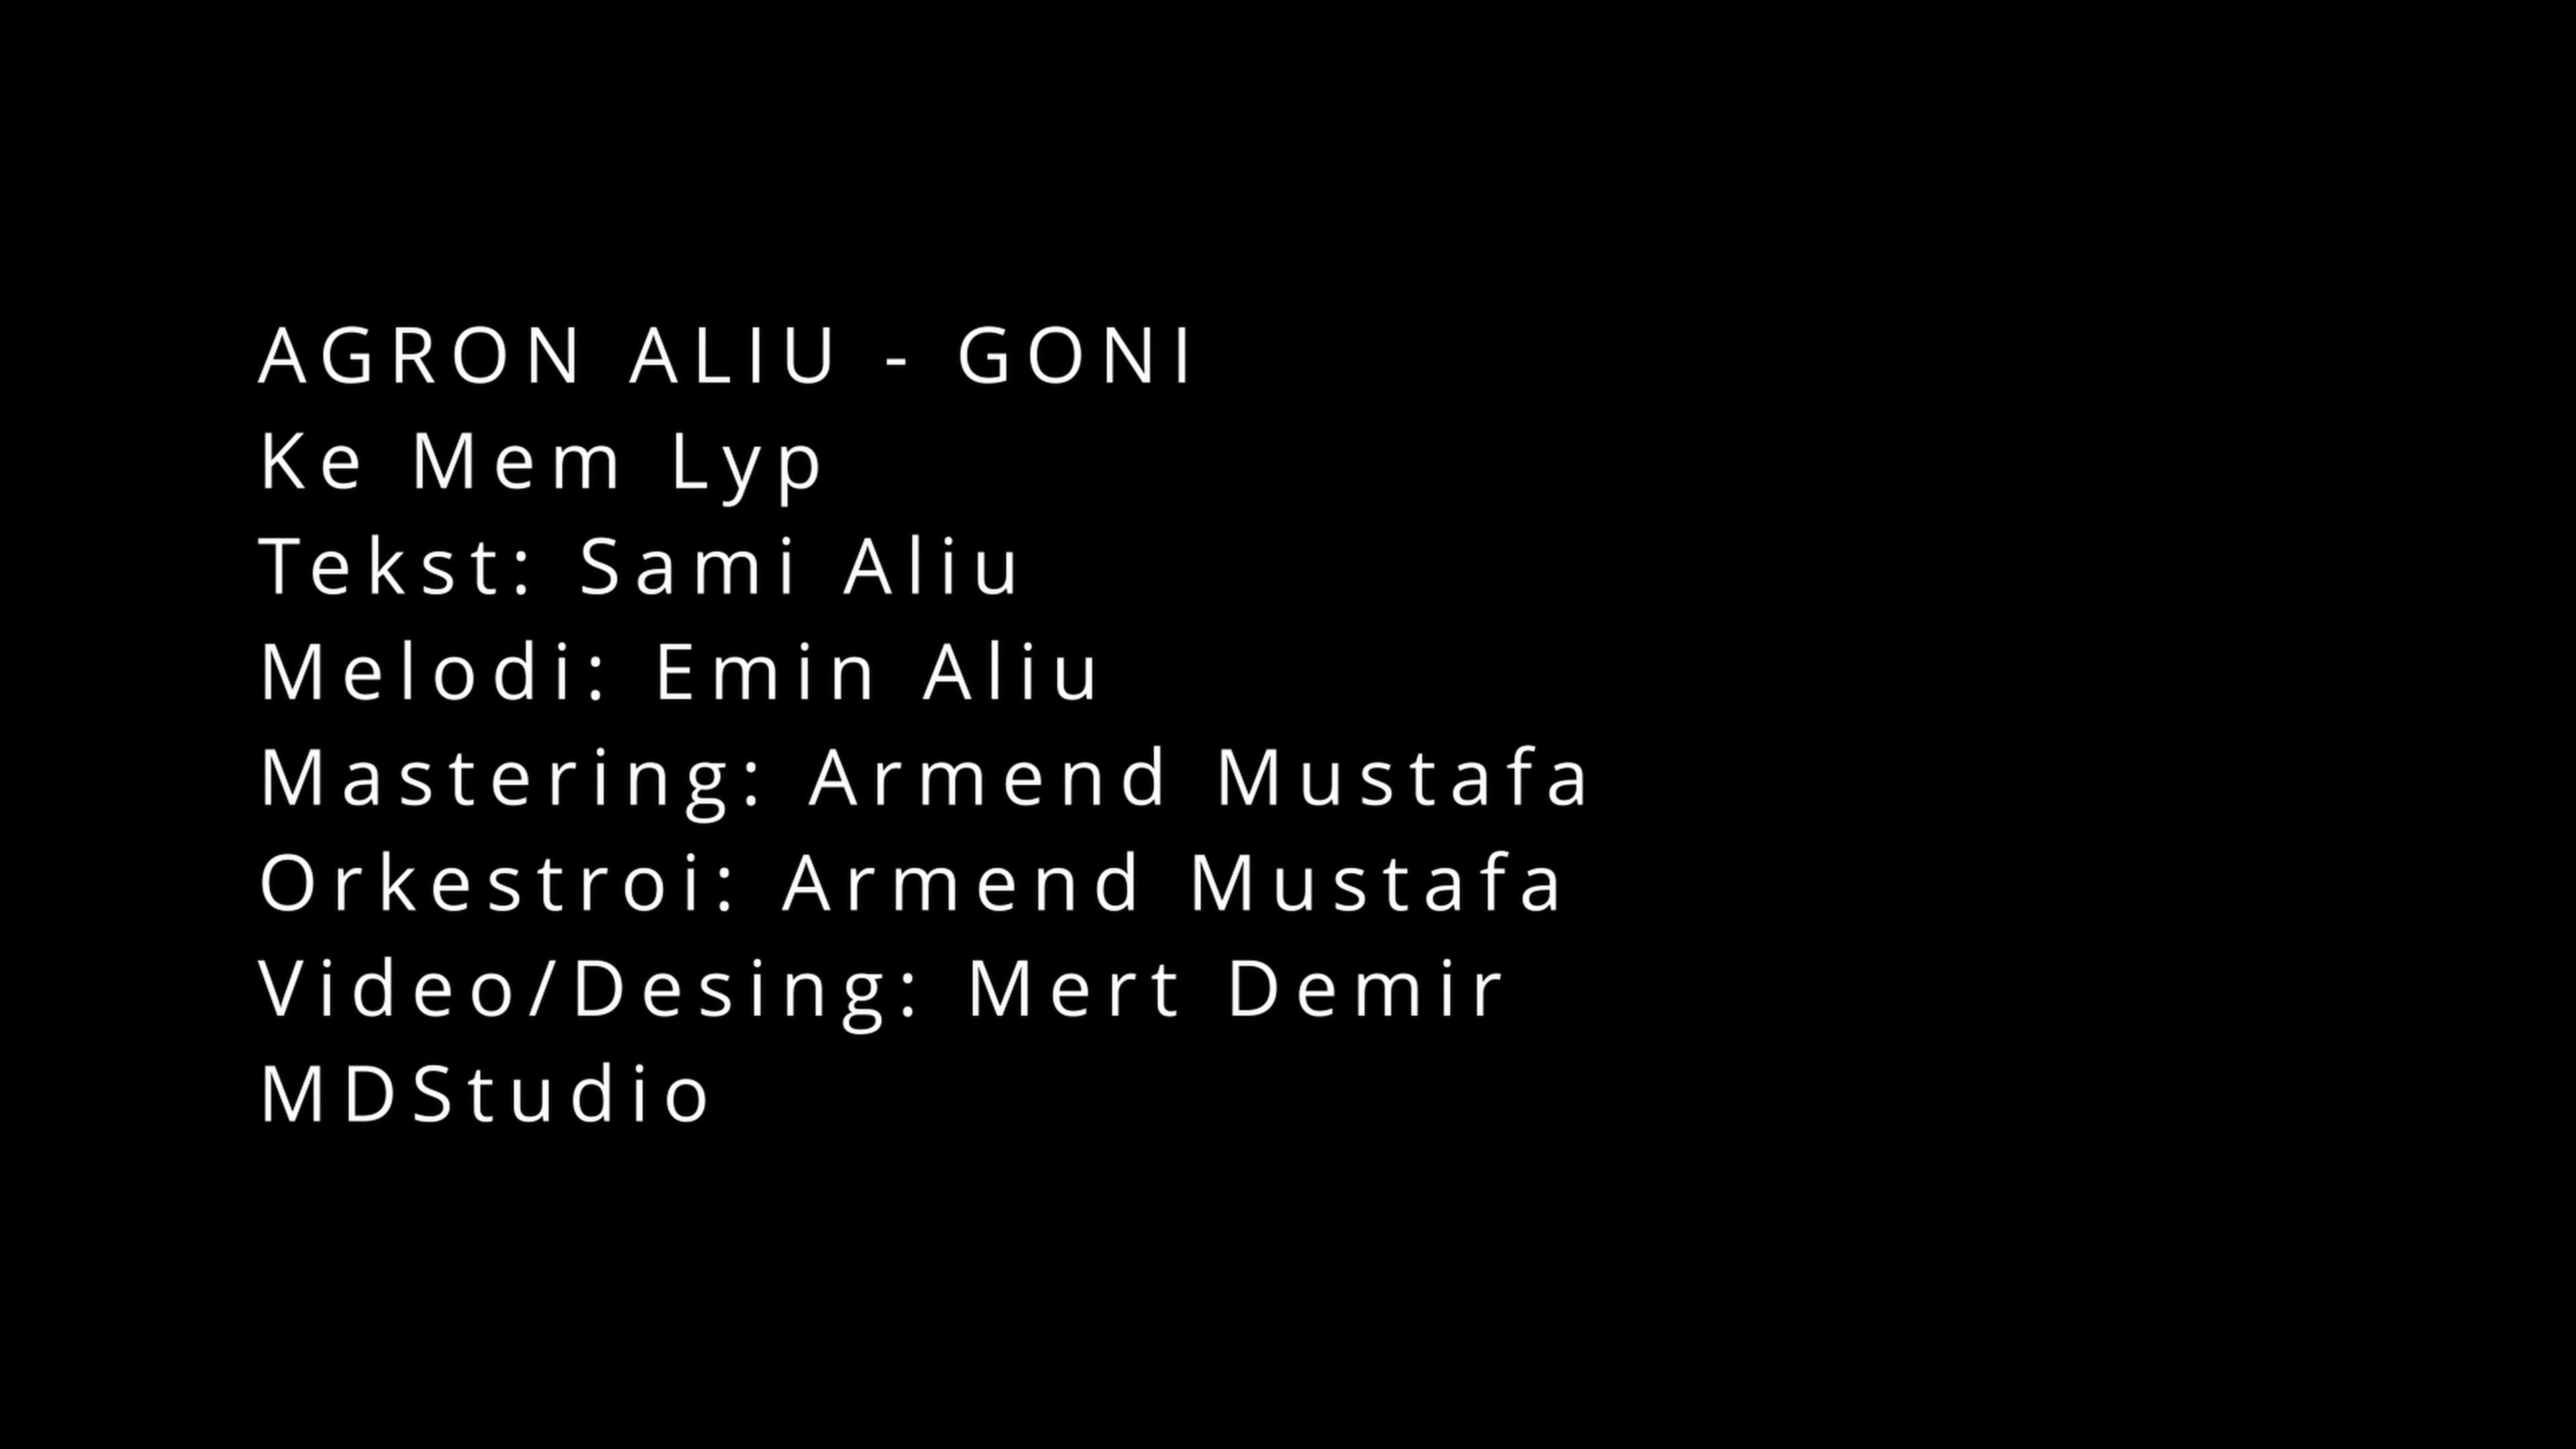 AGRON ALIU - GONI
Ke Mem Lyp
Tekst: Sami Aliu
Melodi: Emin Aliu
Mastering: Armend Mustafa
Orkestroi: Armend Mustafa
Video/Desing: Mert Demir
MDStudio